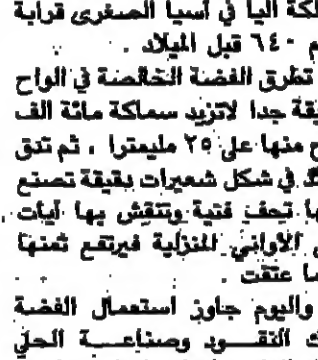 لكة اليا في آسيا الصغرى قرابة
م ٦٤٠ قبل الميلاد .
تطرق الفضة الخالصة في الواح
يقة جدا لاتزيد سماكة مائة الف
ح منها على ٢٥ مليمترا ، ثم تدق
في شكل شعيرات دقيقة تصنع
ها تحف فنية وتنقش بها آيات
الأواني المنزلية فيرتفع ثمنها
ما عتقت .
واليوم جاوز استعمال الفضة
ك النقود وصناعة الحلي